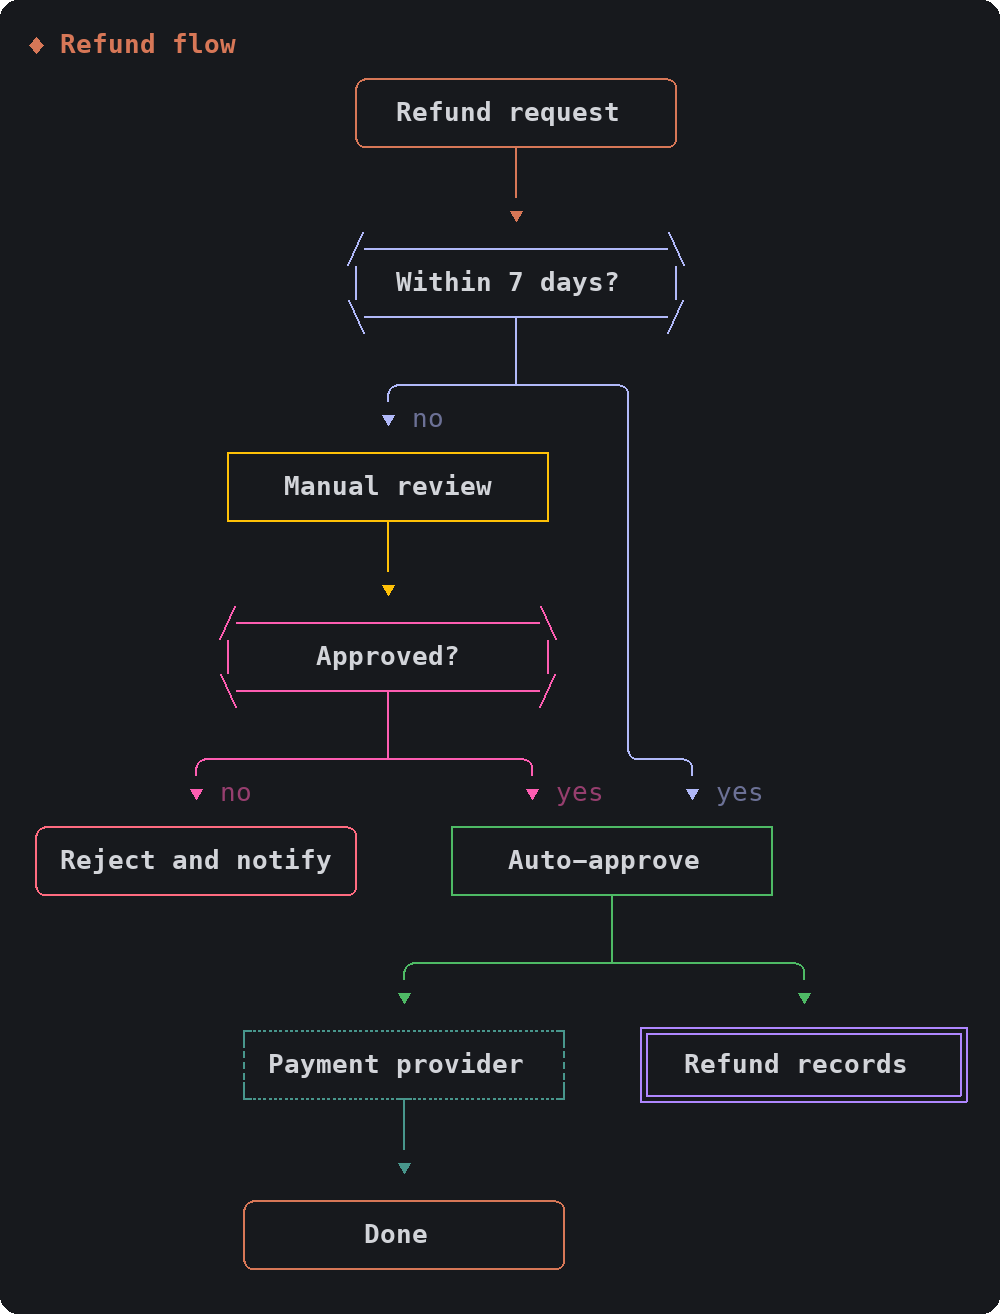 ♦ Refund flow
Refund request
Within 7 days?
no
Manual review
Approved?
no
yes
yes
Reject and notify
Auto-approve
Payment provider
Refund records
Done